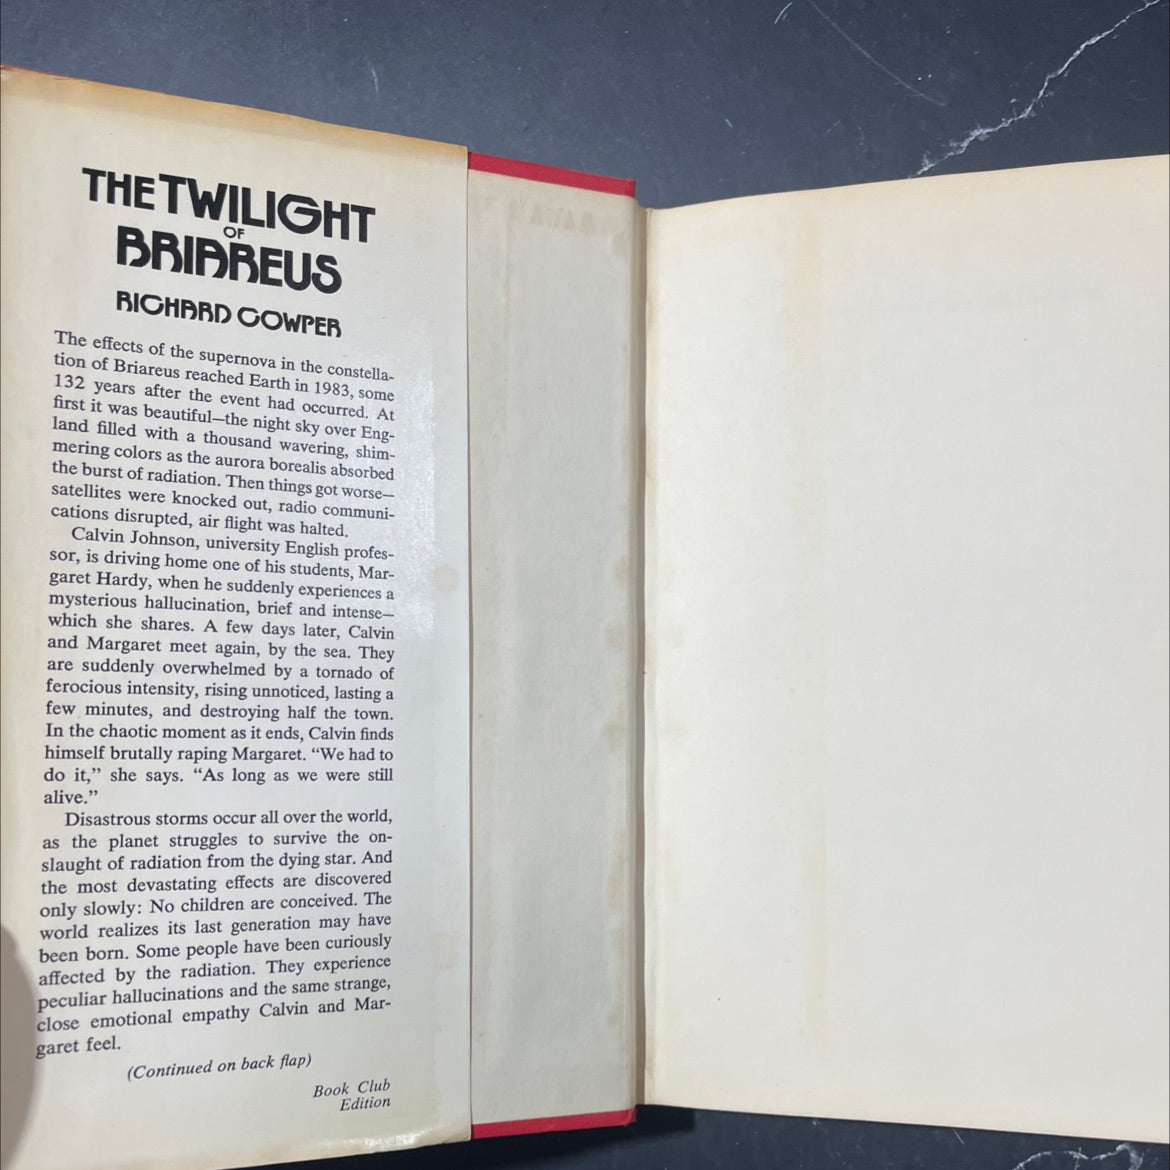 THE TWILIGHT
OF
BRIAREUS
RICHARD COWPER
The effects of the supernova in the constella-
tion of Briareus reached Earth in 1983, some
132 years after the event had occurred. At
first it was beautiful—the night sky over Eng-
land filled with a thousand wavering, shim-
mering colors as the aurora borealis absorbed
the burst of radiation. Then things got worse—
satellites were knocked out, radio communi-
cations disrupted, air flight was halted.
Calvin Johnson, university English profes-
sor, is driving home one of his students, Mar-
garet Hardy, when he suddenly experiences a
mysterious hallucination, brief and intense—
which she shares. A few days later, Calvin
and Margaret meet again, by the sea. They
are suddenly overwhelmed by a tornado of
ferocious intensity, rising unnoticed, lasting a
few minutes, and destroying half the town.
In the chaotic moment as it ends, Calvin finds
himself brutally raping Margaret. “We had to
do it,” she says. “As long as we were still
alive.”
Disastrous storms occur all over the world,
as the planet struggles to survive the on-
slaught of radiation from the dying star. And
the most devastating effects are discovered
only slowly: No children are conceived. The
world realizes its last generation may have
been born. Some people have been curiously
affected by the radiation. They experience
peculiar hallucinations and the same strange,
close emotional empathy Calvin and Mar-
garet feel.
(Continued on back flap)
Book Club
Edition